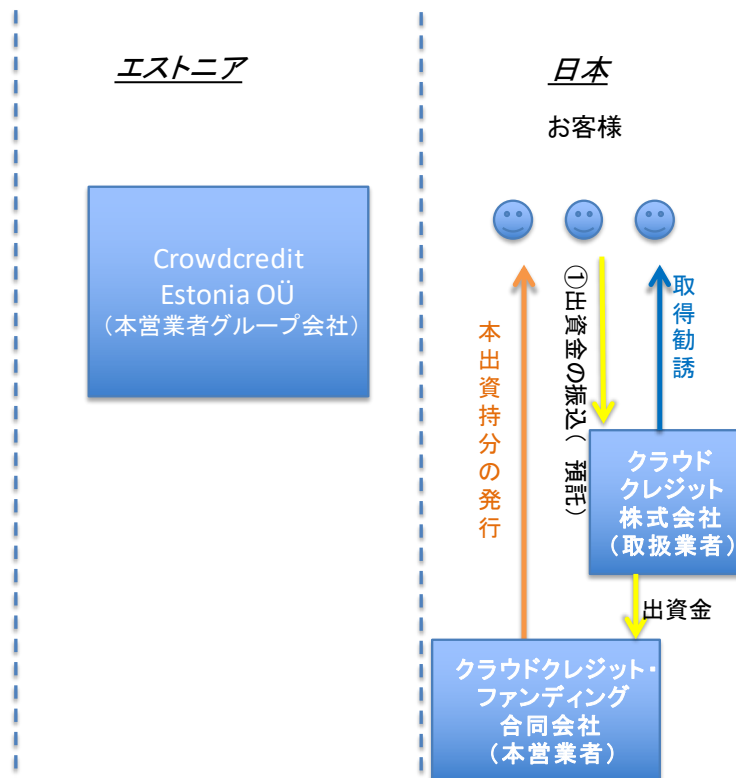 エストニア
日本
お客様
Crowdcredit
Estonia OÜ
（本営業者グループ会社）
本出資持分の発行
①出資金の振込（ 預託）
取得勧誘
クラウド
クレジット
株式会社
（取扱業者）
出資金
クラウドクレジット・
ファンディング
合同会社
（本営業者）